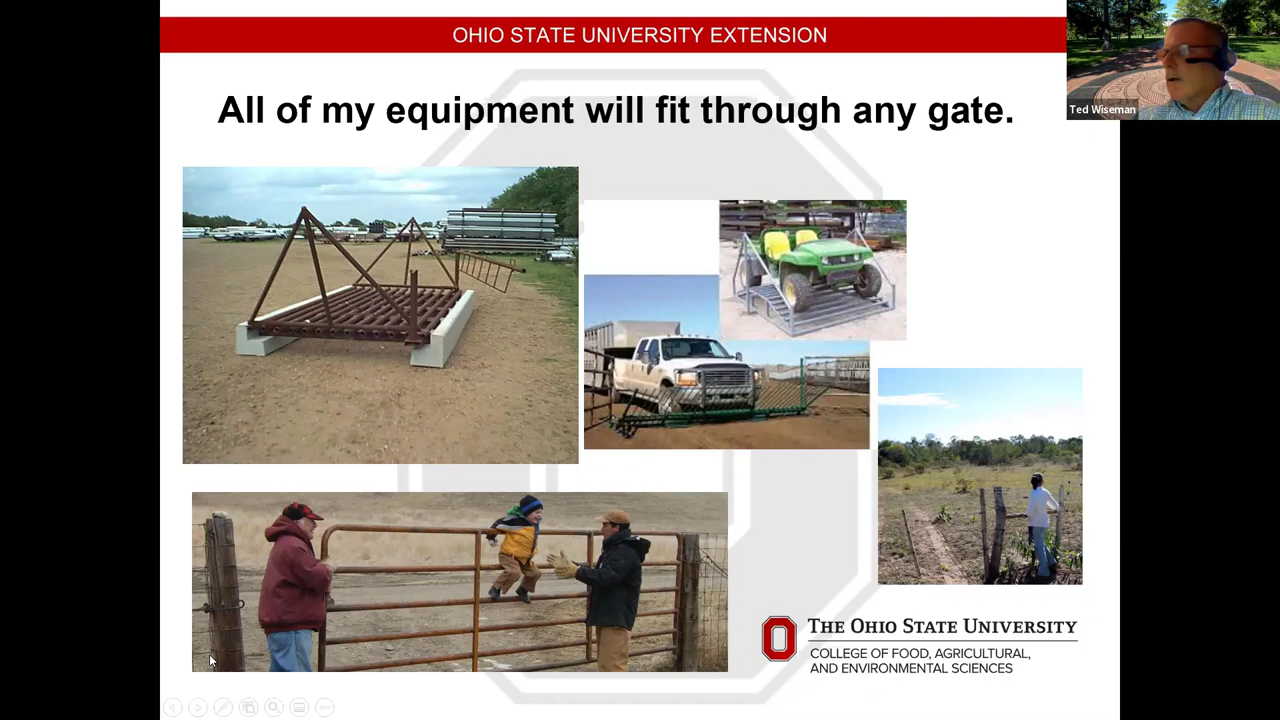 OHIO STATE UNIVERSITY EXTENSION
Ted Wiseman
All of my equipment will fit through any gate.
THE OHIO STATE UNIVERSITY
COLLEGE OF FOOD, AGRICULTURAL,
AND ENVIRONMENTAL SCIENCES